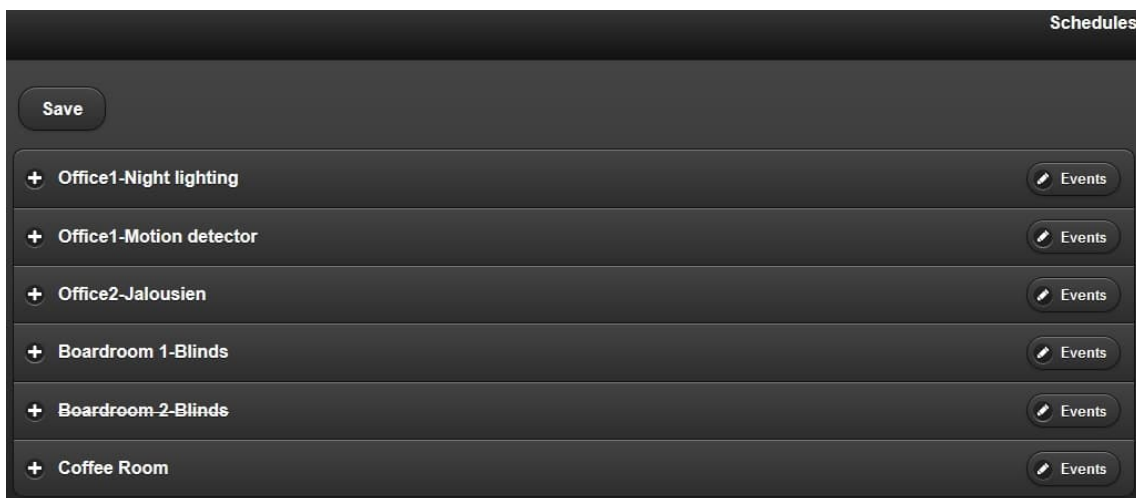 Schedules
Save
Office1-Night lighting Events
Office1-Motion detector Events
Office2-Jalousien Events
Boardroom 1-Blinds Events
Boardroom 2-Blinds Events
Coffee Room Events